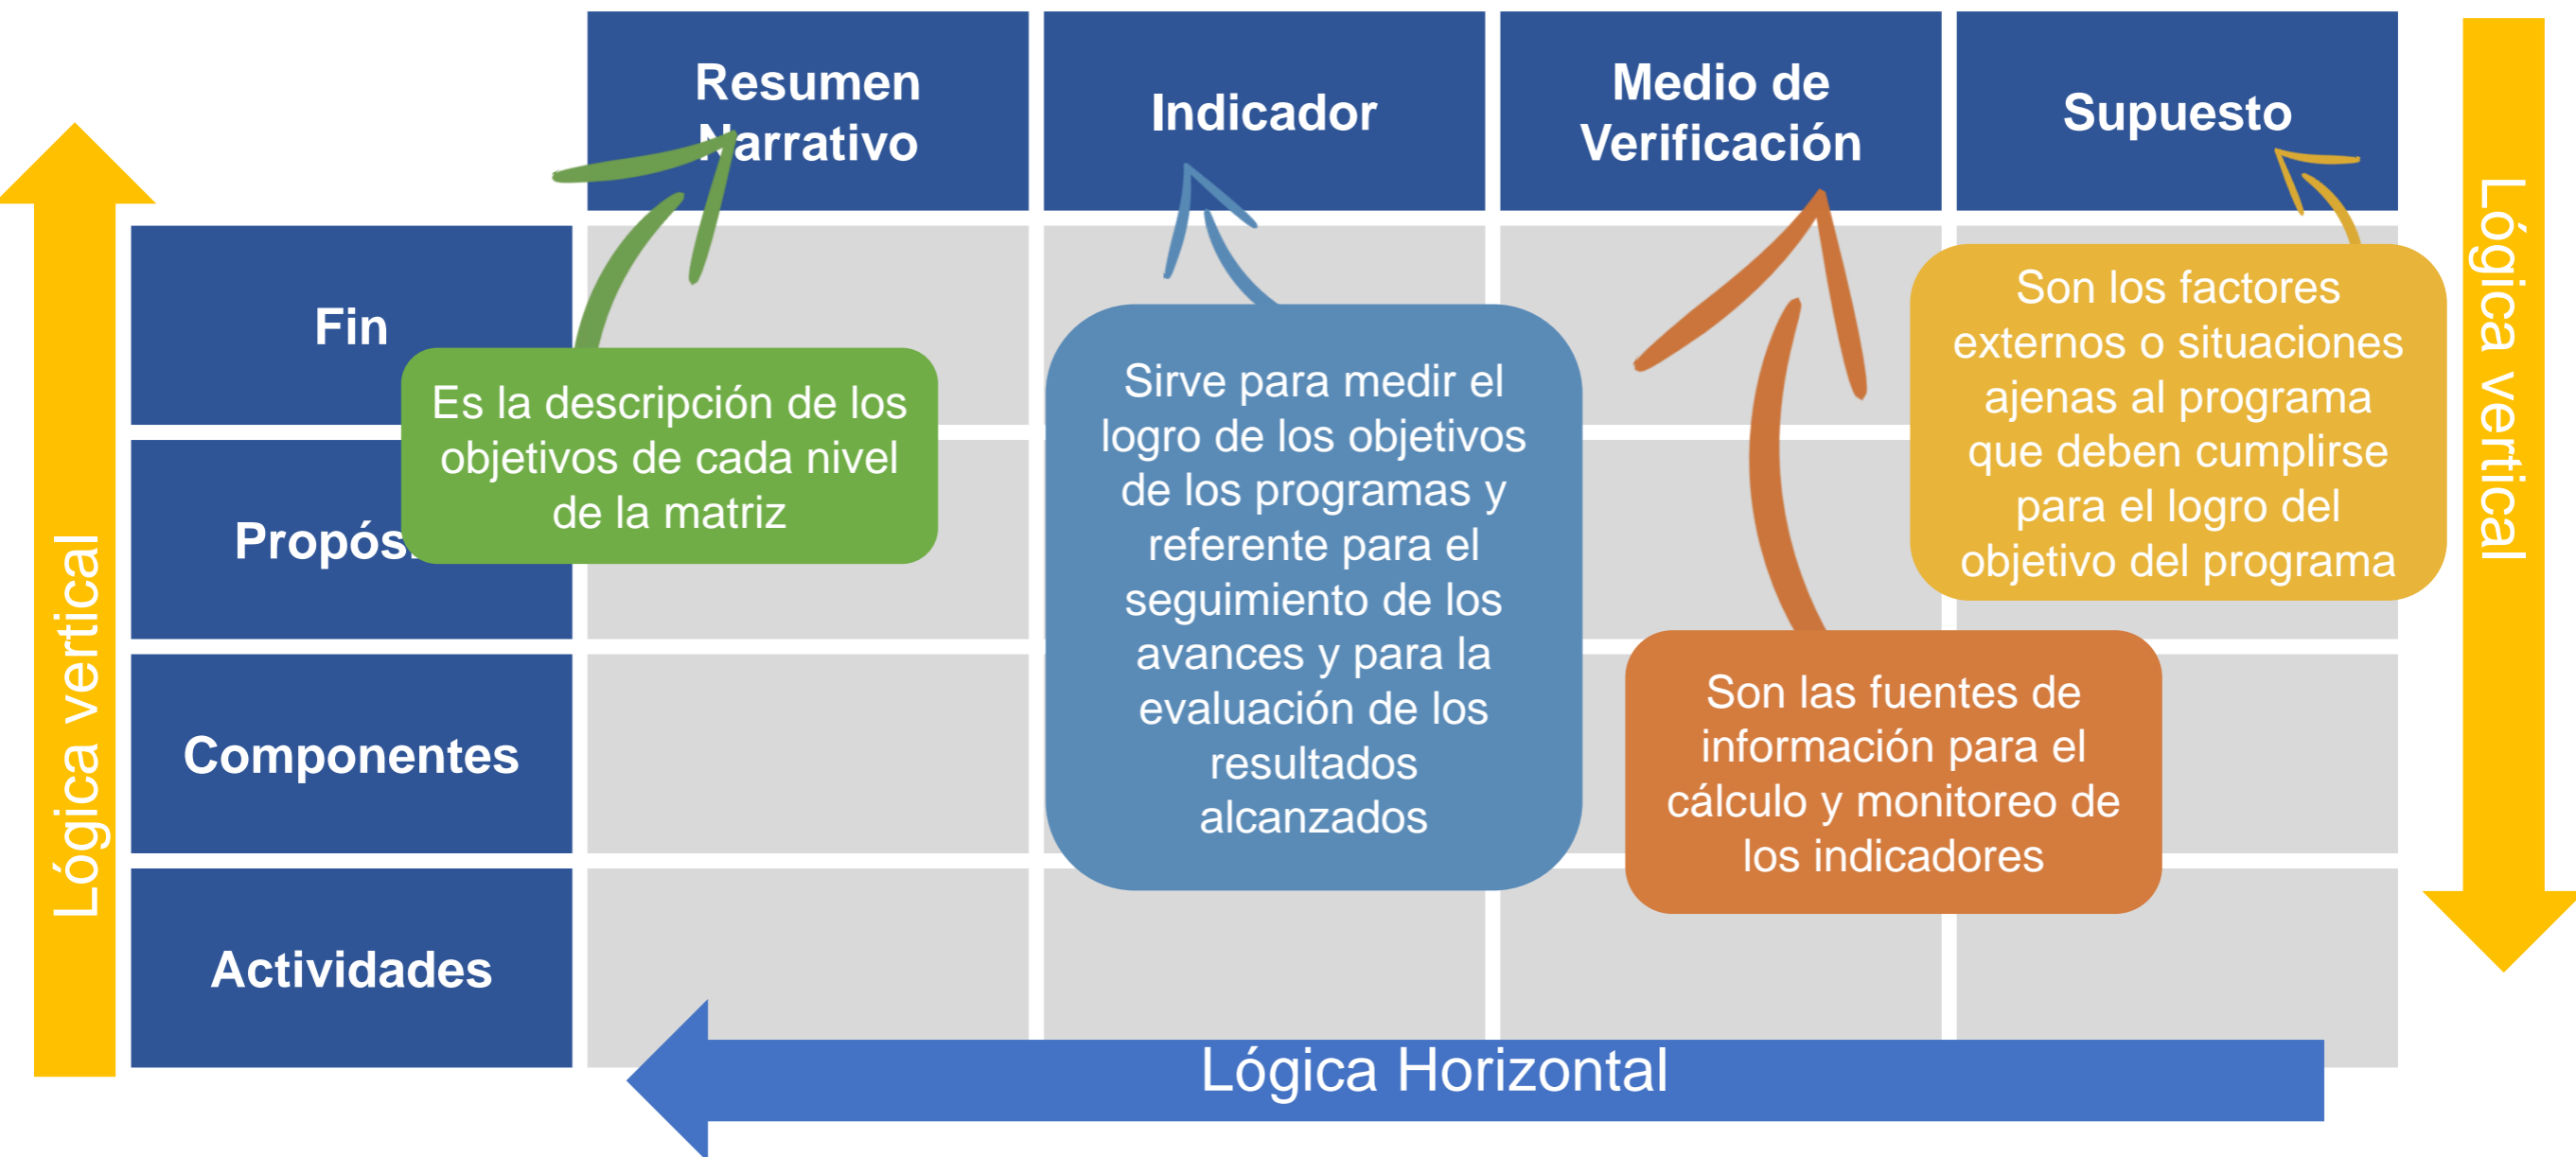 Resumen
Narrativo
Indicador
Medio de
Verificación
Supuesto
Lógica vertical
Fin
Es la descripción de los
objetivos de cada nivel
de la matriz
Sirve para medir el
logro de los objetivos
de los programas y
referente para el
seguimiento de los
avances y para la
evaluación de los
resultados
alcanzados
Son los factores
externos o situaciones
ajenas al programa
que deben cumplirse
para el logro del
objetivo del programa
Lógica vertical
Propós
Son las fuentes de
información para el
cálculo y monitoreo de
los indicadores
Componentes
Actividades
Lógica Horizontal